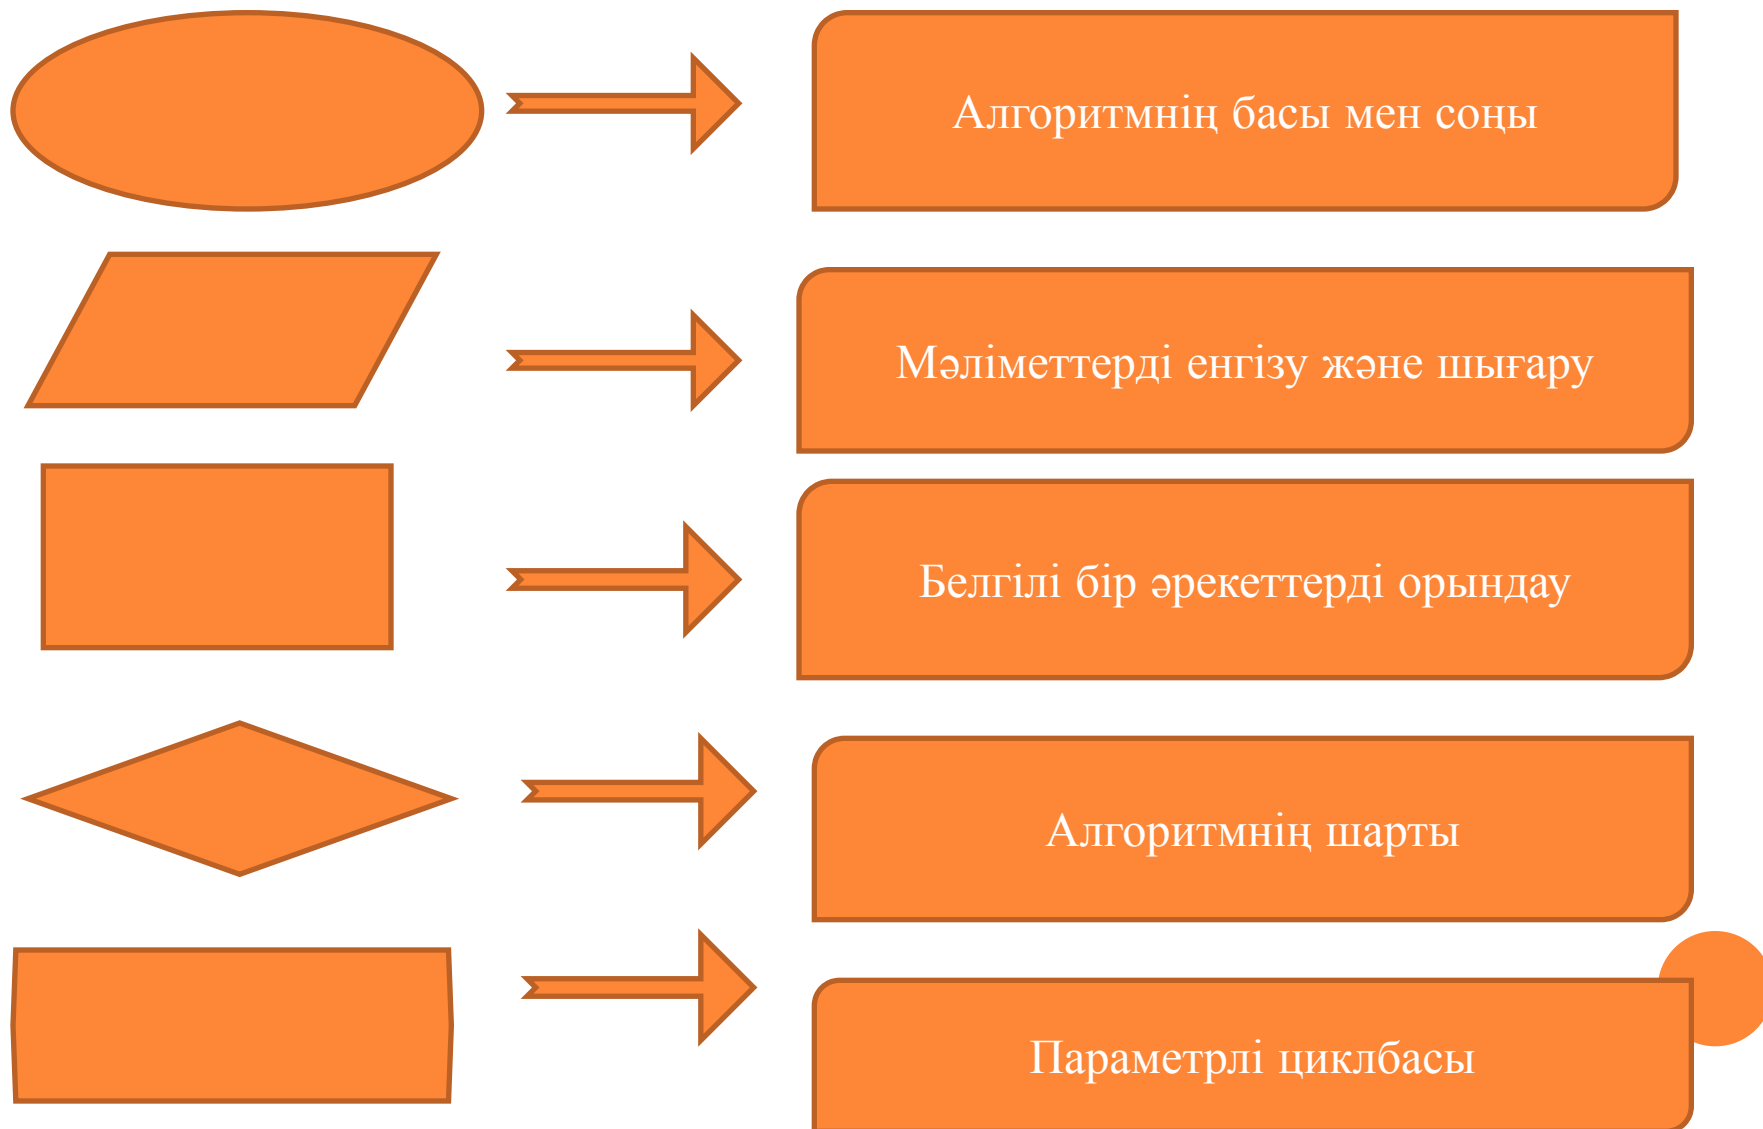 Алгоритмнің басы мен соңы
Мәліметтерді енгізу және шығару
Белгілі бір әрекеттерді орындау
Алгоритмнің шарты
Параметрлі циклбасы